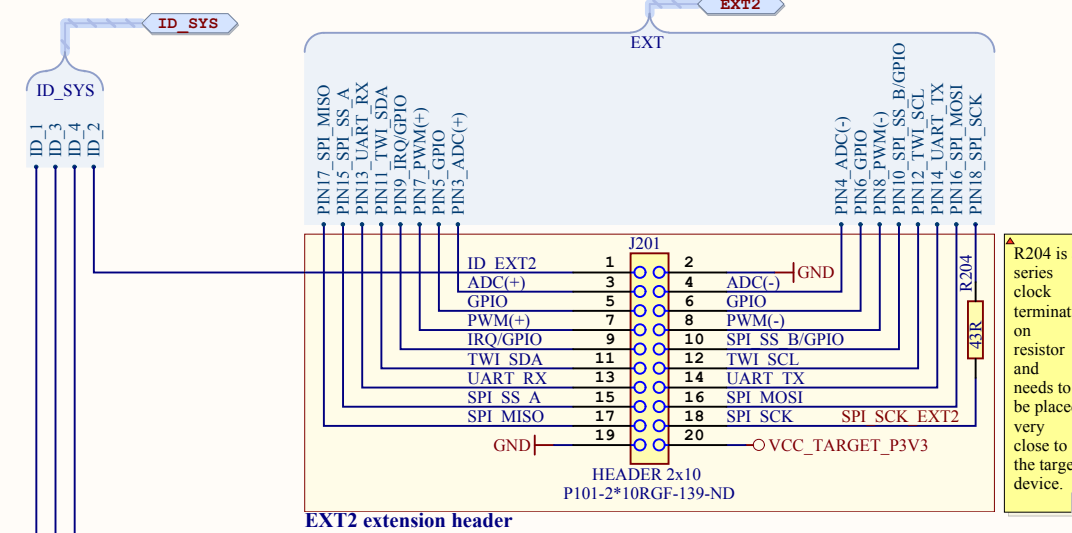 EXT2
ID_SYS
EXT
ID_SYS
ID_1
ID_3
ID_4
ID_2
PIN17_SPI_MISO
PIN15_SPI_SS_A
PIN13_UART_RX
PIN11_TWI_SDA
PIN9_IRQ/GPIO
PIN7_PWM(+)
PIN5_GPIO
PIN3_ADC(+)
PIN4_ADC(-)
PIN6_GPIO
PIN8_PWM(-)
PIN10_SPI_SS_B/GPIO
PIN12_TWI_SCL
PIN14_UART_TX
PIN16_SPI_MOSI
PIN18_SPI_SCK
J201
ID_EXT2 1 2 GND
ADC(+) 3 4 ADC(-)
GPIO 5 6 GPIO
PWM(+) 7 8 PWM(-)
IRQ/GPIO 9 10 SPI_SS_B/GPIO
TWI_SDA 11 12 TWI_SCL
UART_RX 13 14 UART_TX
SPI_SS_A 15 16 SPI_MOSI
SPI_MISO 17 18 SPI_SCK SPI_SCK_EXT2
GND 19 20 VCC_TARGET_P3V3
R204
43R
HEADER 2x10
P101-2*10RGF-139-ND
EXT2 extension header
R204 is
series
clock
terminat
on
resistor
and
needs to
be place
very
close to
the targe
device.